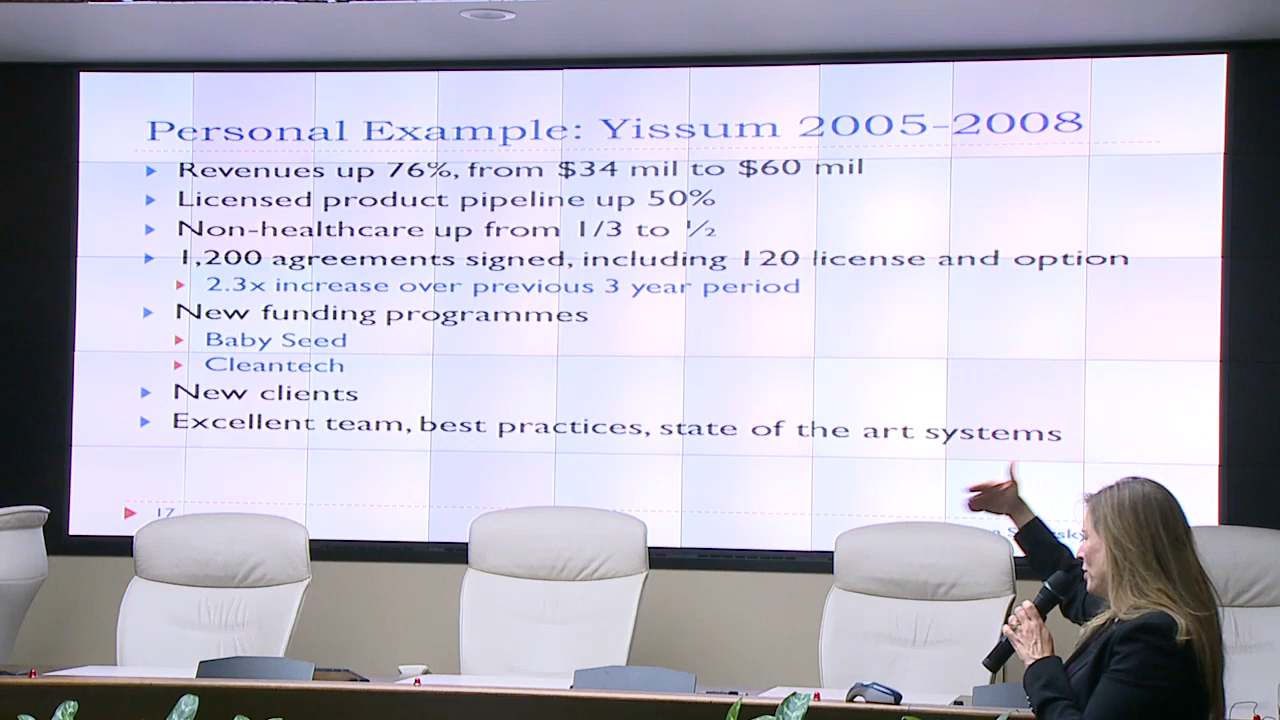 Personal Example: Yissum 2005-2008
Revenues up 76%, from $34 mil to $60 mil
Licensed product pipeline up 50%
Non-healthcare up from 1/3 to ½
1,200 agreements signed, including 120 license and option
2.3x increase over previous 3 year period
New funding programmes
Baby Seed
Cleantech
New clients
Excellent team, best practices, state of the art systems
17